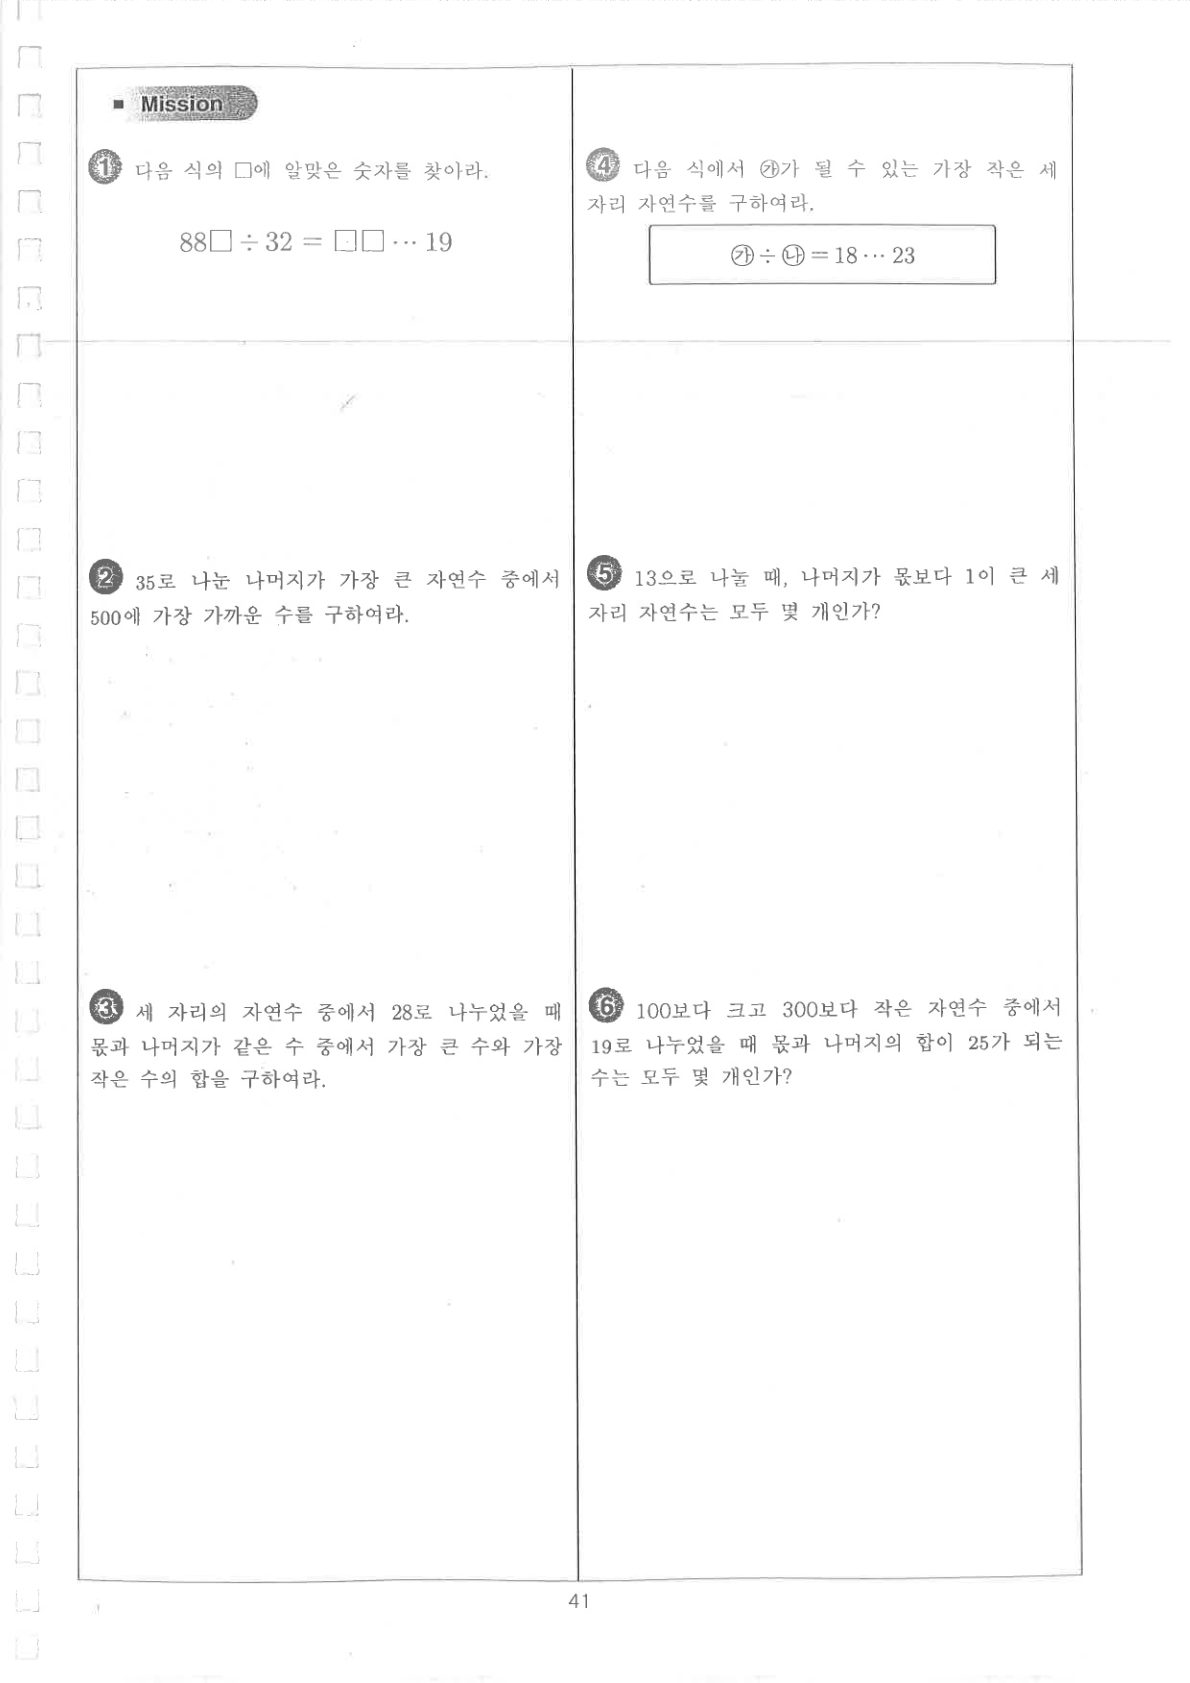 Mission
1 다음 식의 □에 알맞은 숫자를 찾아라.
88□ ÷ 32 = □□ ··· 19
2 35로 나눈 나머지가 가장 큰 자연수 중에서
500에 가장 가까운 수를 구하여라.
3 세 자리의 자연수 중에서 28로 나누었을 때
몫과 나머지가 같은 수 중에서 가장 큰 수와 가장
작은 수의 합을 구하여라.
4 다음 식에서 ㉮가 될 수 있는 가장 작은 세
자리 자연수를 구하여라.
㉮ ÷ ㉯ = 18 ··· 23
5 13으로 나눌 때, 나머지가 몫보다 1이 큰 세
자리 자연수는 모두 몇 개인가?
6 100보다 크고 300보다 작은 자연수 중에서
19로 나누었을 때 몫과 나머지의 합이 25가 되는
수는 모두 몇 개인가?
41